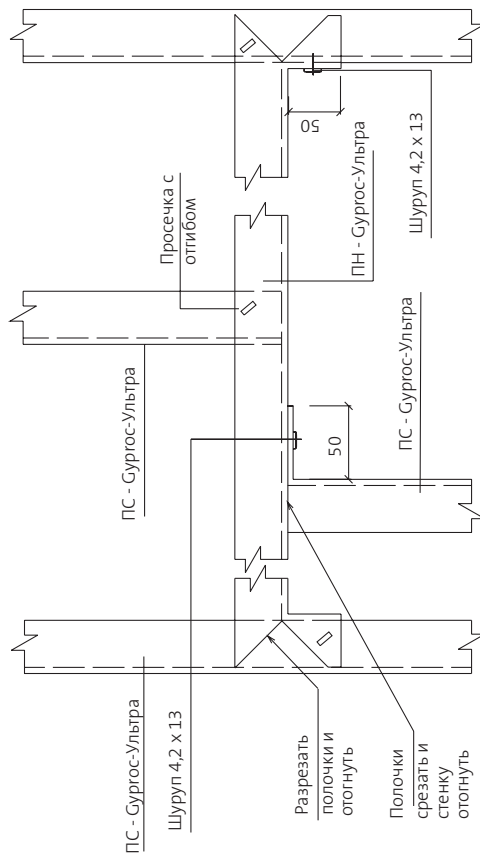 ПС - Gyproc-Ультра
Шуруп 4,2 x 13
Разрезать
полочки и
отогнуть
Полочки
срезать и
стенку
отогнуть
ПС - Gyproc-Ультра
50
ПС - Gyproc-Ультра
Просечка с
отгибом
ПН - Gyproc-Ультра
50
Шуруп 4,2 x 13